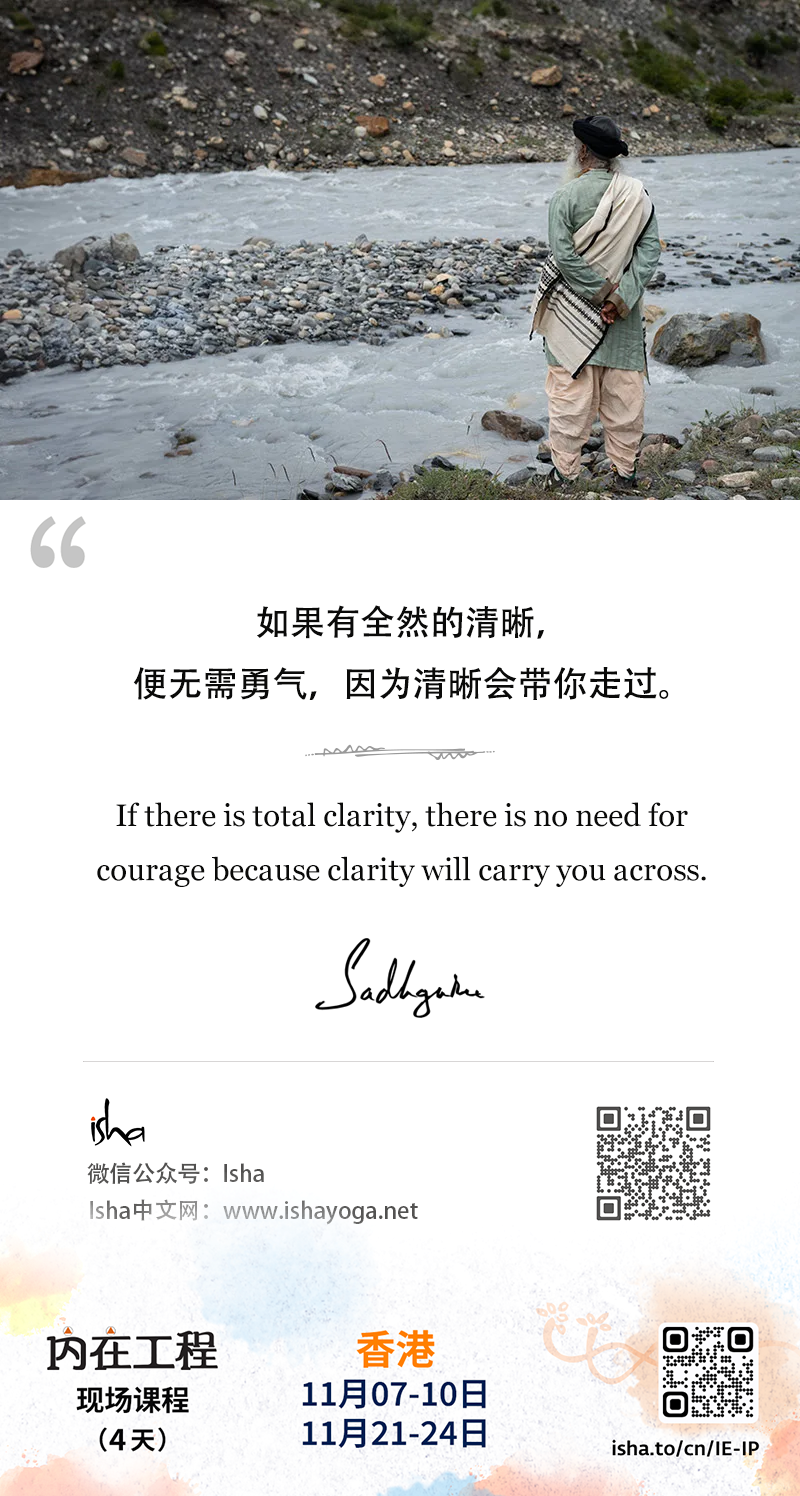 “
如果有全然的清晰,
便无需勇气, 因为清晰会带你走过。
If there is total clarity, there is no need for
courage because clarity will carry you across.
Sadhguru
isha
微信公众号：Isha
Isha中文网：www.ishayoga.net
内在工程
现场课程
（4 天）
香港
11月07-10日
11月21-24日
isha.to/cn/IE-IP